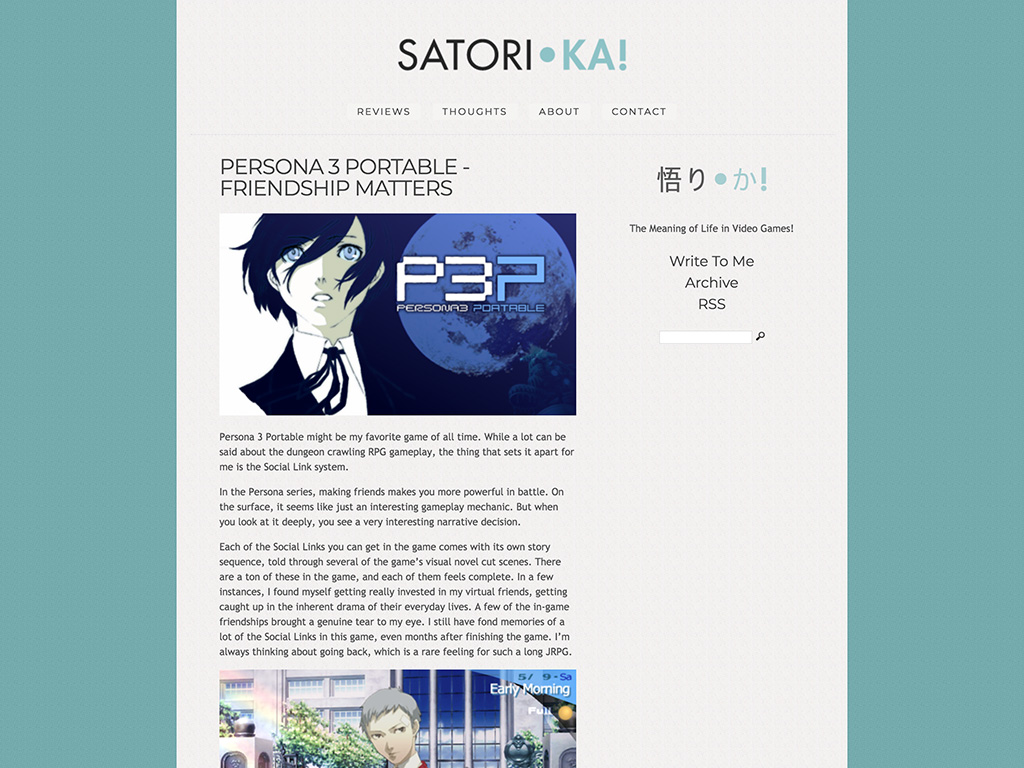 SATORI•KA!
REVIEWS THOUGHTS ABOUT CONTACT
PERSONA 3 PORTABLE -
FRIENDSHIP MATTERS
P3P
PERSONA3 PORTABLE
Persona 3 Portable might be my favorite game of all time. While a lot can be
said about the dungeon crawling RPG gameplay, the thing that sets it apart for
me is the Social Link system.
In the Persona series, making friends makes you more powerful in battle. On
the surface, it seems like just an interesting gameplay mechanic. But when
you look at it deeply, you see a very interesting narrative decision.
Each of the Social Links you can get in the game comes with its own story
sequence, told through several of the game's visual novel cut scenes. There
are a ton of these in the game, and each of them feels complete. In a few
instances, I found myself getting really invested in my virtual friends, getting
caught up in the inherent drama of their everyday lives. A few of the in-game
friendships brought a genuine tear to my eye. I still have fond memories of a
lot of the Social Links in this game, even months after finishing the game. I'm
always thinking about going back, which is a rare feeling for such a long JRPG.
5/ 9-Sa
Early Morning
Full
悟り•か!
The Meaning of Life in Video Games!
Write To Me
Archive
RSS